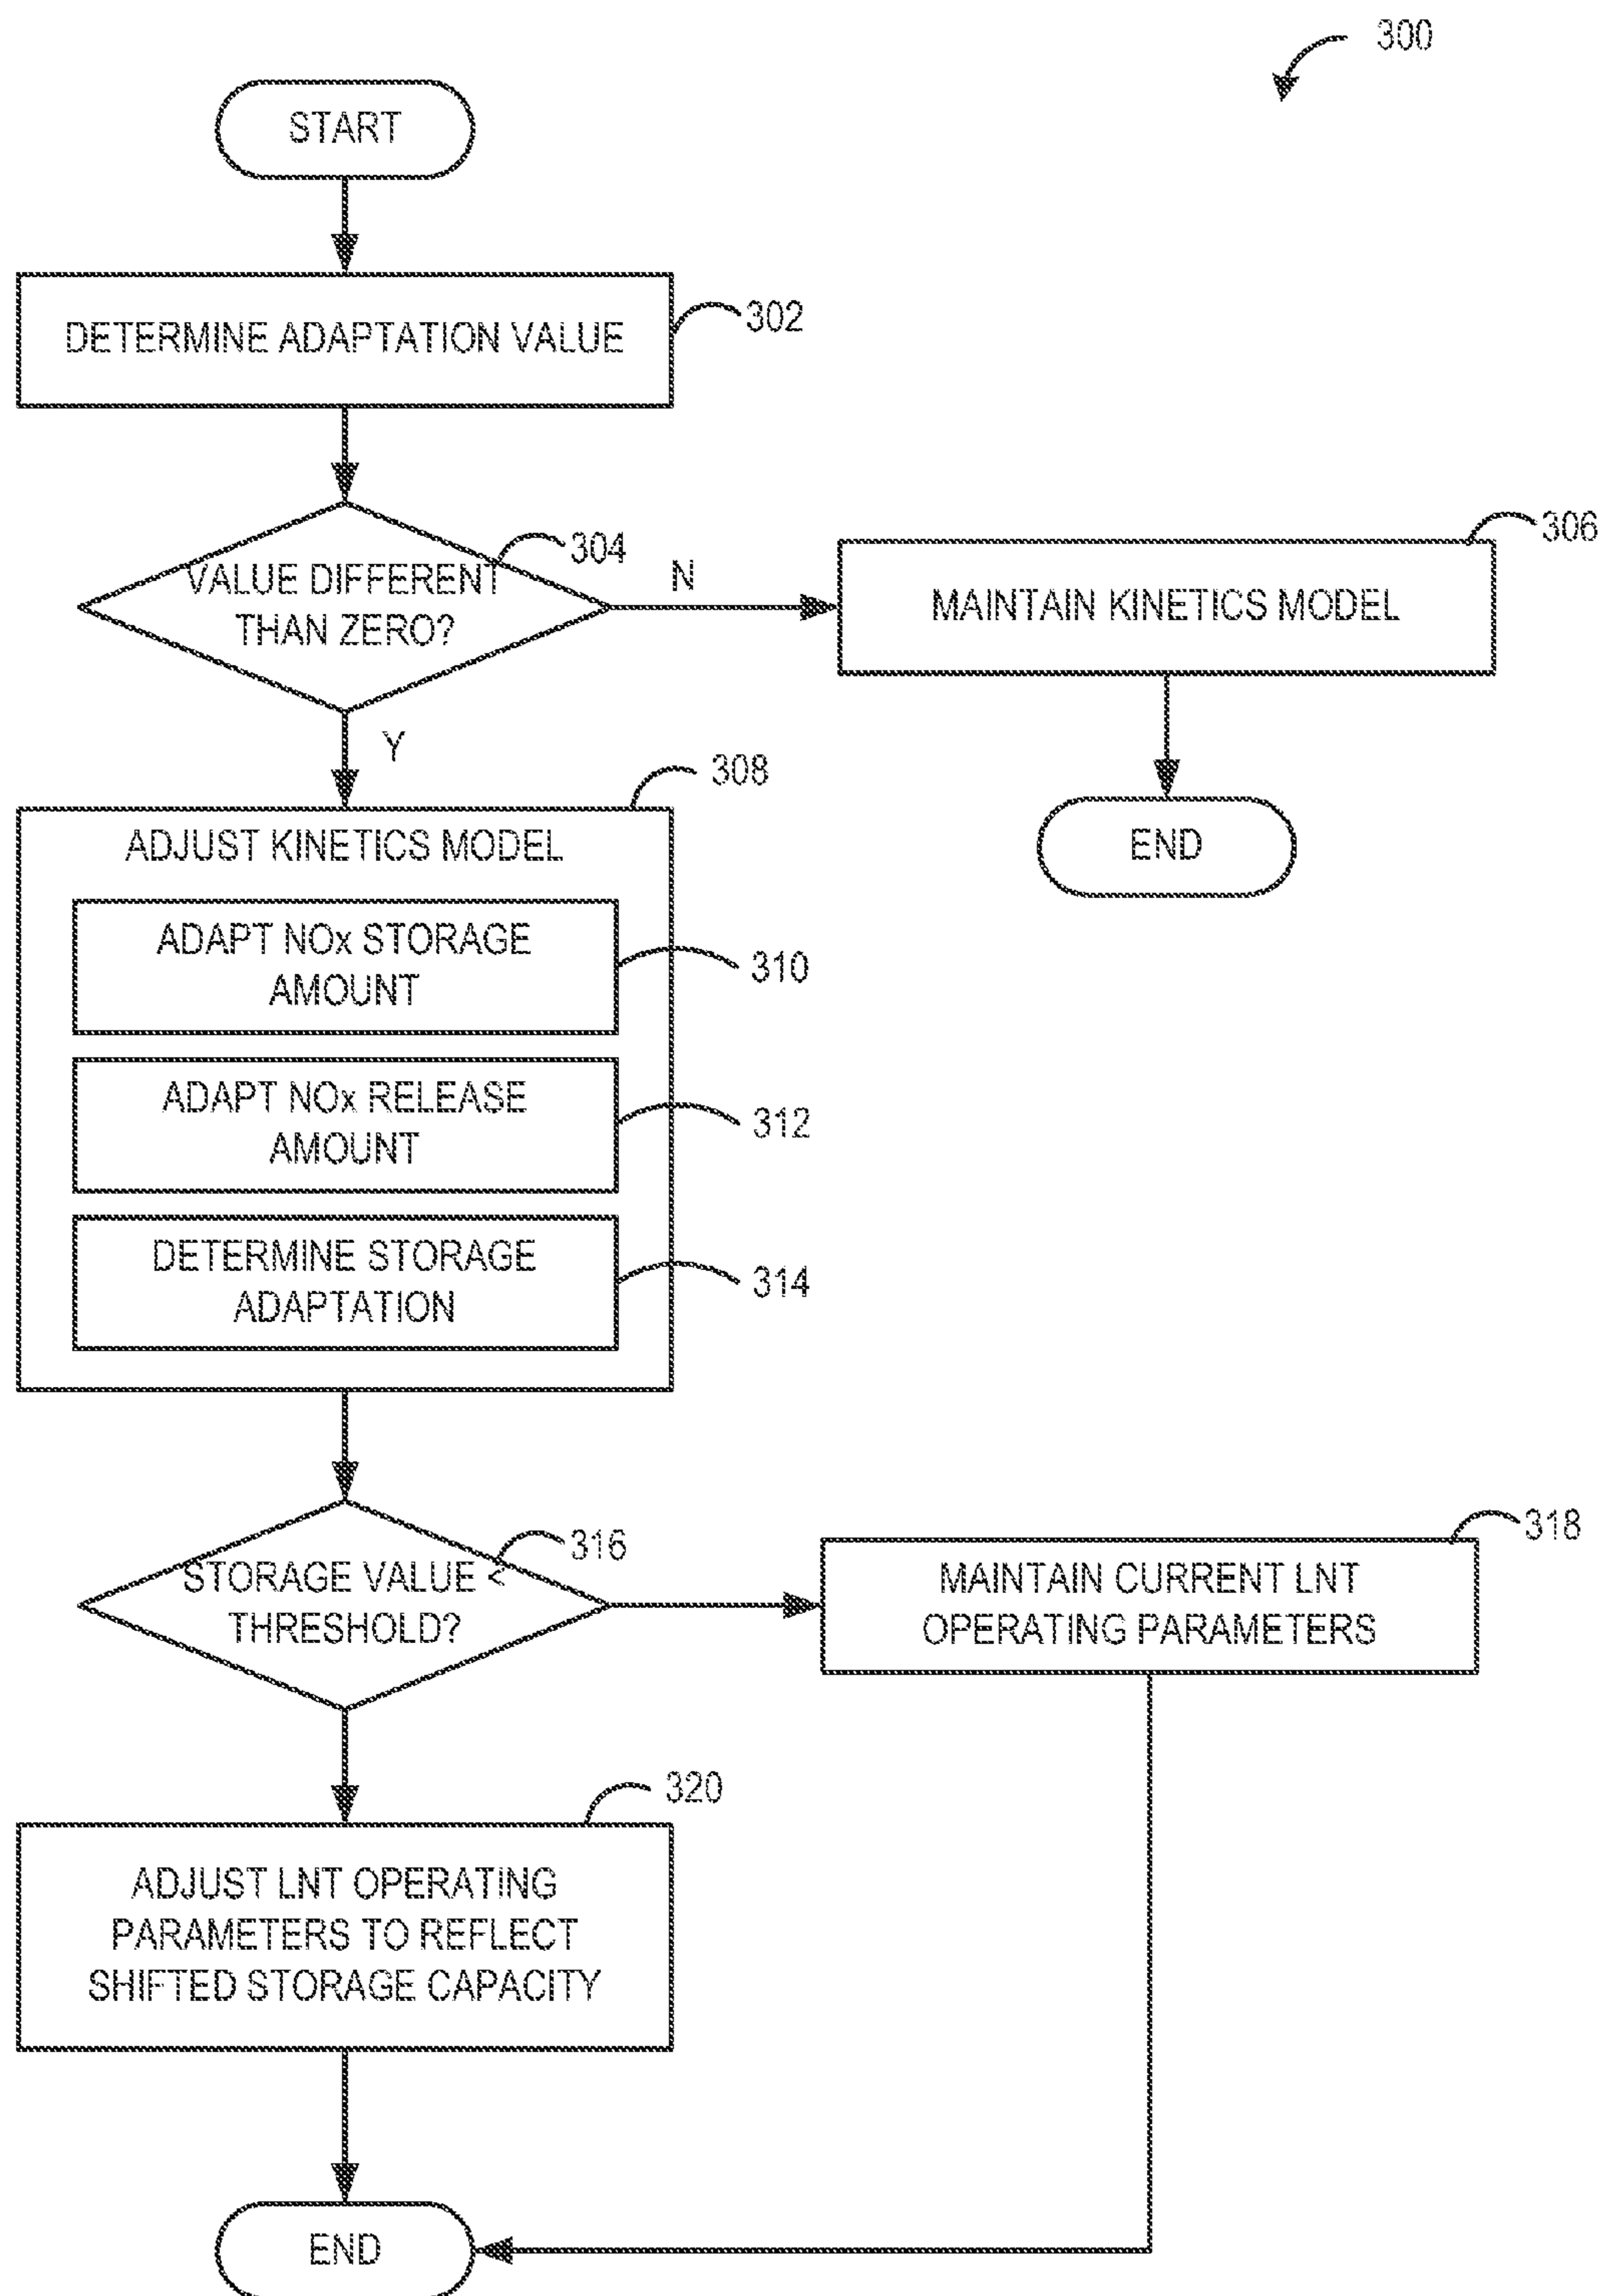 300
START
DETERMINE ADAPTATION VALUE
302
304
VALUE DIFFERENT
THAN ZERO?
N
306
MAINTAIN KINETICS MODEL
Y
END
308
ADJUST KINETICS MODEL
ADAPT NOx STORAGE
AMOUNT
310
ADAPT NOx RELEASE
AMOUNT
312
DETERMINE STORAGE
ADAPTATION
314
316
STORAGE VALUE <
THRESHOLD?
318
MAINTAIN CURRENT LNT
OPERATING PARAMETERS
320
ADJUST LNT OPERATING
PARAMETERS TO REFLECT
SHIFTED STORAGE CAPACITY
END